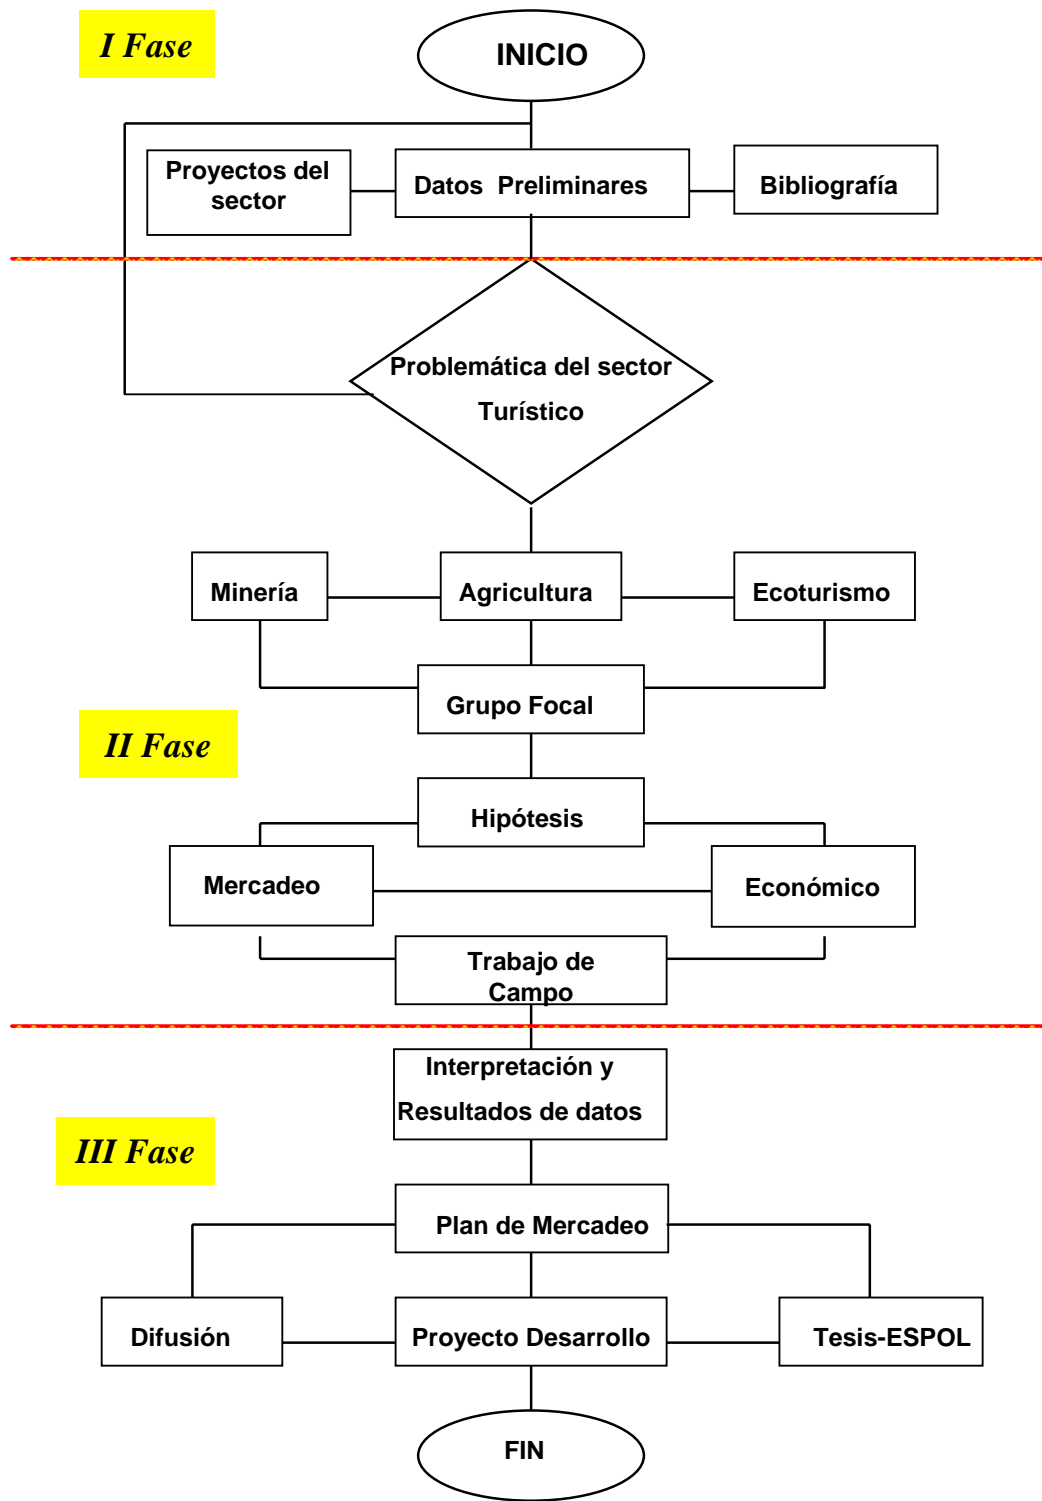 I Fase
INICIO
Proyectos del
sector
Datos Preliminares
Bibliografía
Problemática del sector
Turístico
Minería
Agricultura
Ecoturismo
Grupo Focal
II Fase
Hipótesis
Mercadeo
Económico
Trabajo de
Campo
Interpretación y
Resultados de datos
III Fase
Plan de Mercadeo
Difusión
Proyecto Desarrollo
Tesis-ESPOL
FIN